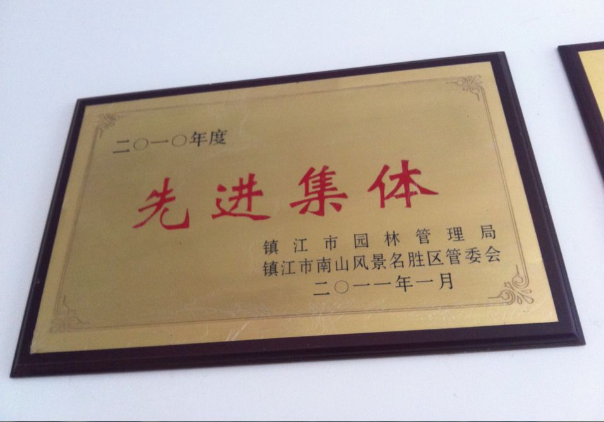 二〇一〇年度
先进集体
镇江市园林管理局
镇江市南山风景名胜区管委会
二〇一一年一月